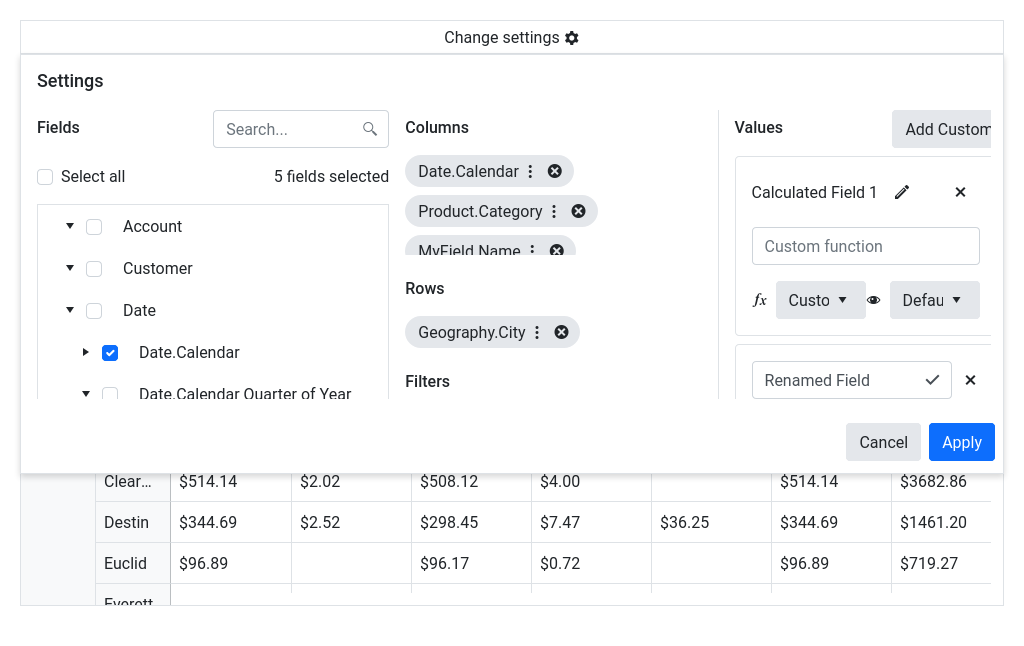 Change settings
Settings
Fields
Search...
Select all
5 fields selected
Account
Customer
Date
Date.Calendar
Date.Calendar Quarter of Year
Columns
Date.Calendar
Product.Category
MyField.Name
Rows
Geography.City
Filters
Values
Add Custom
Calculated Field 1
Custom function
fx
Custo
Defau
Renamed Field
Cancel
Apply
Clear... $514.14 $2.02 $508.12 $4.00 $514.14 $3682.86
Destin $344.69 $2.52 $298.45 $7.47 $36.25 $344.69 $1461.20
Euclid $96.89 $96.17 $0.72 $96.89 $719.27
Everett